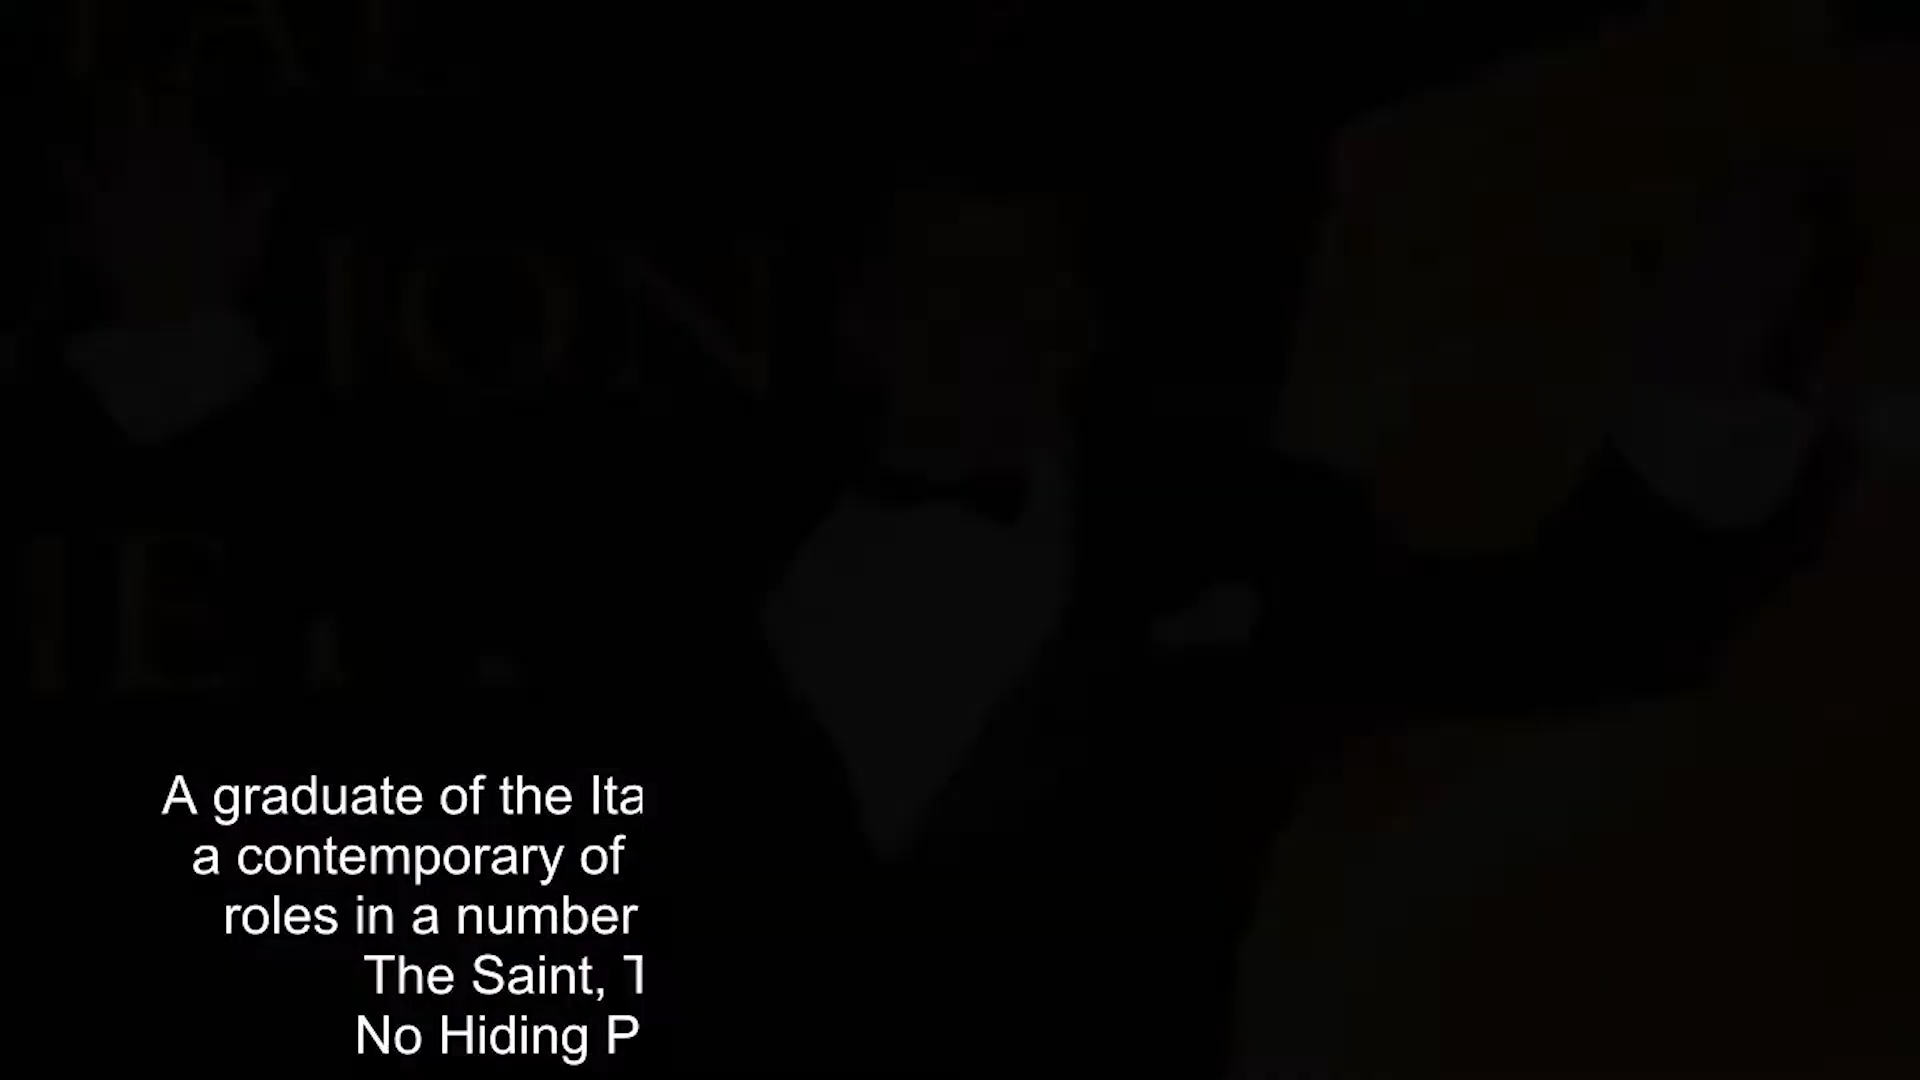 A graduate of the Ita
a contemporary of
roles in a number
The Saint, T
No Hiding P